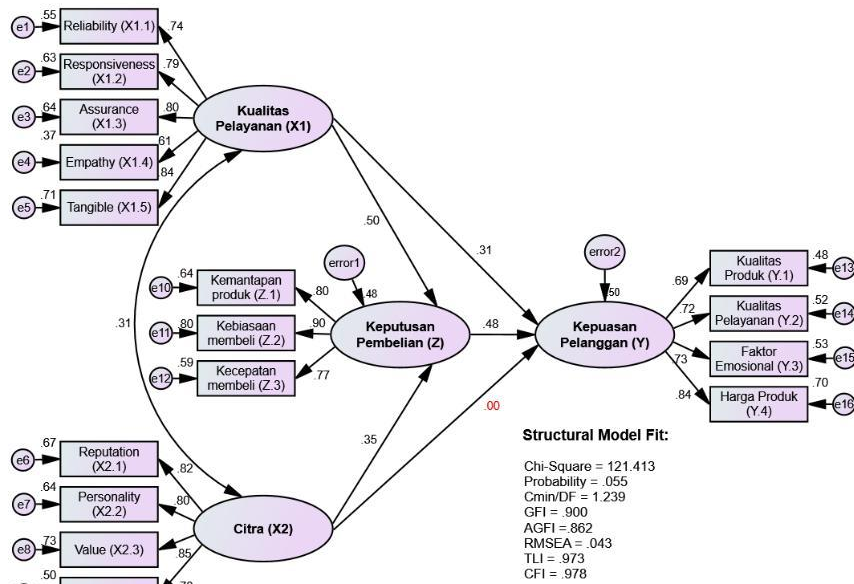 e1
.55
Reliability (X1.1)
.74
e2
.63
Responsiveness
(X1.2)
.79
e3
.64
Assurance
(X1.3)
.80
e4
.37
Empathy (X1.4)
.61
e5
.71
Tangible (X1.5)
.84
Kualitas
Pelayanan (X1)
.50
.31
.31
e10
.64
Kemantapan
produk (Z.1)
.80
e11
.80
Kebiasaan
membeli (Z.2)
.90
e12
.59
Kecepatan
membeli (Z.3)
.77
error1
.48
Keputusan
Pembelian (Z)
.48
error2
.50
Kepuasan
Pelanggan (Y)
.69
Kualitas
Produk (Y.1)
.48
e13
.72
Kualitas
Pelayanan (Y.2)
.52
e14
.73
Faktor
Emosional (Y.3)
.53
e15
.84
Harga Produk
(Y.4)
.70
e16
.35
.00
e6
.67
Reputation
(X2.1)
.82
e7
.64
Personality
(X2.2)
.80
e8
.73
Value (X2.3)
.85
.50
Citra (X2)
Structural Model Fit:
Chi-Square = 121.413
Probability = .055
Cmin/DF = 1.239
GFI = .900
AGFI =.862
RMSEA = .043
TLI = .973
CFI = .978